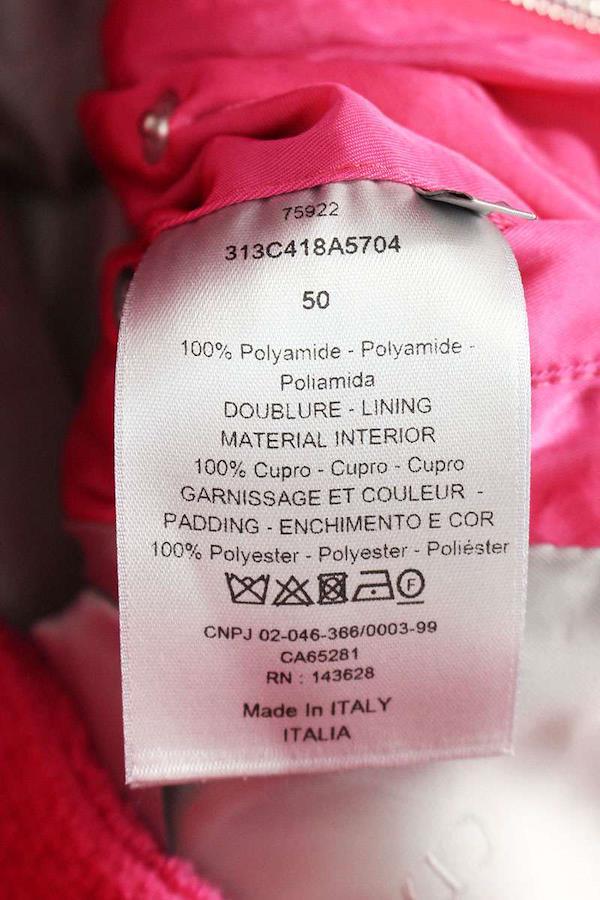 75922
313C418A5704
50
100% Polyamide - Polyamide -
Poliamida
DOUBLURE - LINING
MATERIAL INTERIOR
100% Cupro - Cupro - Cupro
GARNISSAGE ET COULEUR -
PADDING - ENCHIMENTO E COR
100% Polyester - Polyester - Poliéster
F
CNPJ 02-046-366/0003-99
CA65281
RN : 143628
Made In ITALY
ITALIA